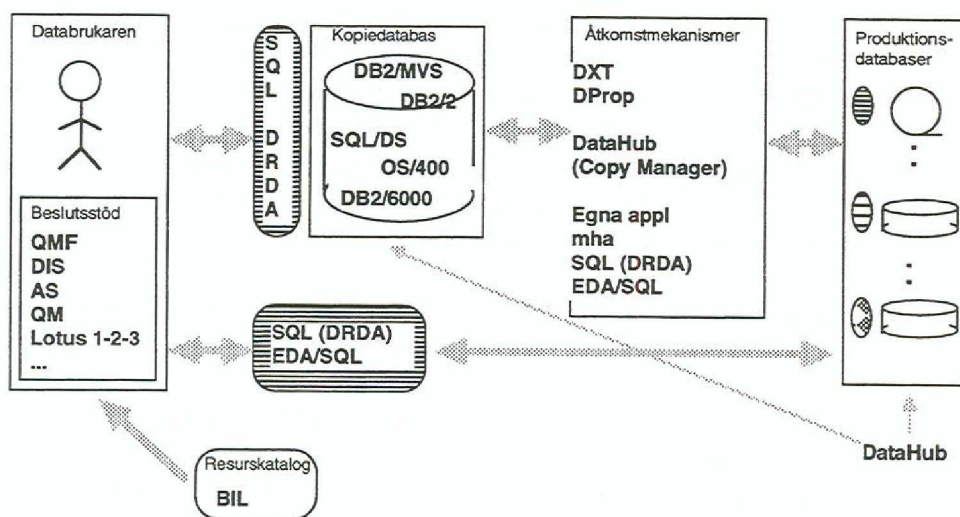 Databrukaren
Beslutsstöd
QMF
DIS
AS
QM
Lotus 1-2-3
...
S
Q
L
D
R
D
A
Kopiedatabas
DB2/MVS
DB2/2
SQL/DS
OS/400
DB2/6000
Åtkomstmekanismer
DXT
DProp
DataHub
(Copy Manager)
Egna appl
mha
SQL (DRDA)
EDA/SQL
Produktions-
databaser
SQL (DRDA)
EDA/SQL
DataHub
Resurskatalog
BIL